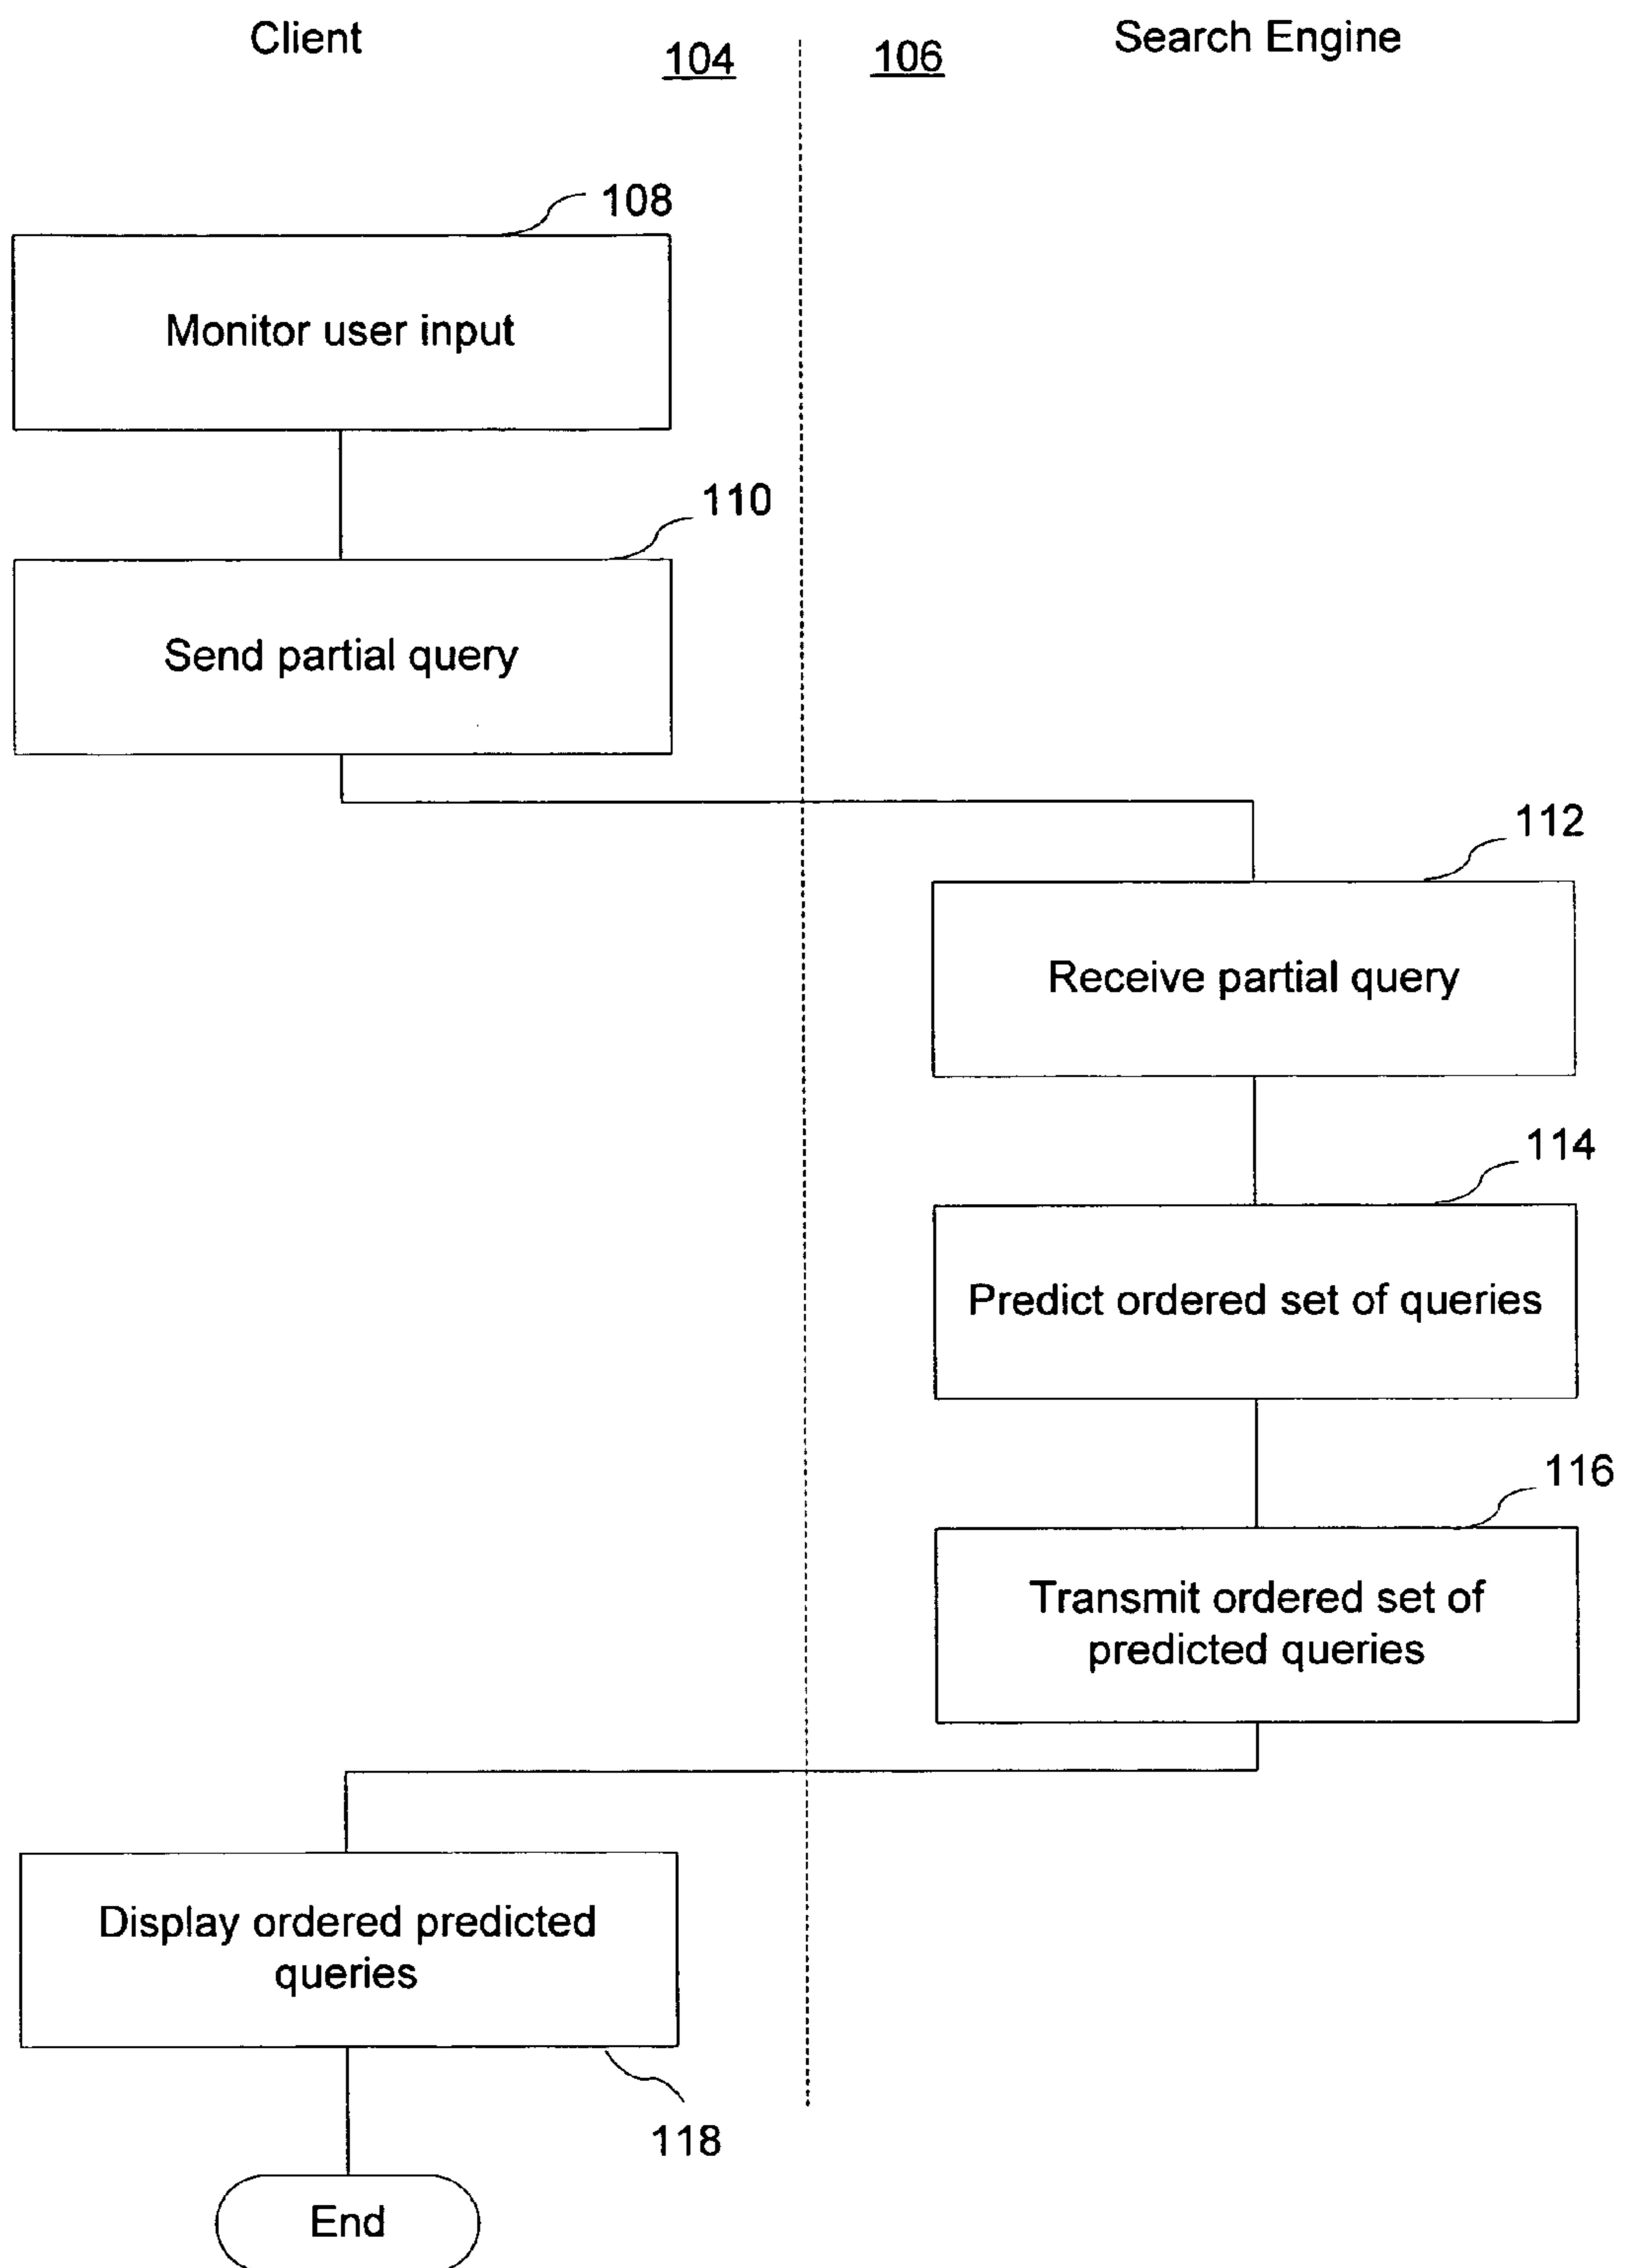 Client
104
106
Search Engine
108
Monitor user input
110
Send partial query
112
Receive partial query
114
Predict ordered set of queries
116
Transmit ordered set of
predicted queries
Display ordered predicted
queries
118
End